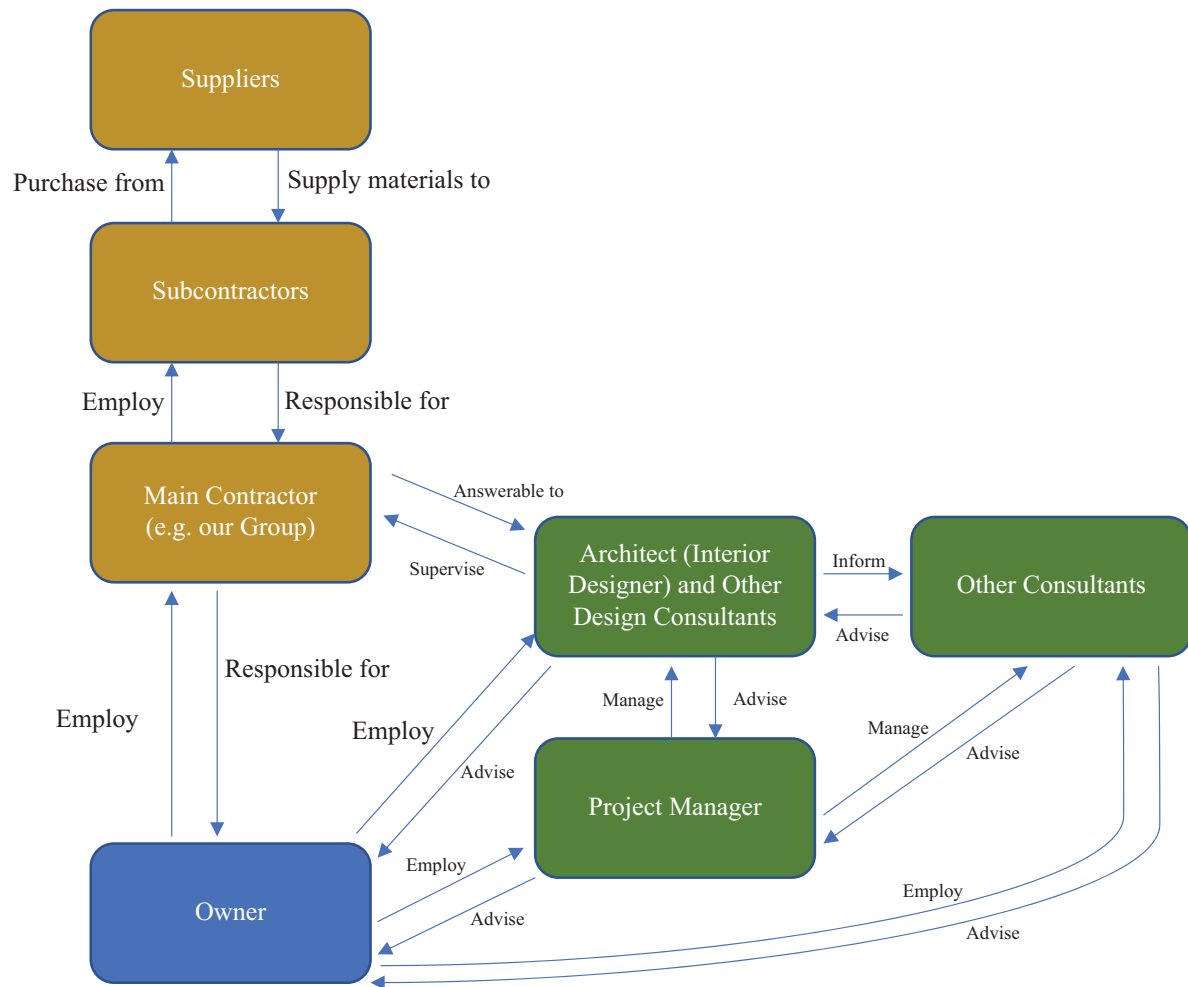 Suppliers
Purchase from
Supply materials to
Subcontractors
Employ
Responsible for
Main Contractor
(e.g. our Group)
Answerable to
Supervise
Architect (Interior
Designer) and Other
Design Consultants
Inform
Advise
Other Consultants
Responsible for
Employ
Employ
Advise
Manage
Advise
Manage
Advise
Project Manager
Owner
Employ
Advise
Employ
Advise